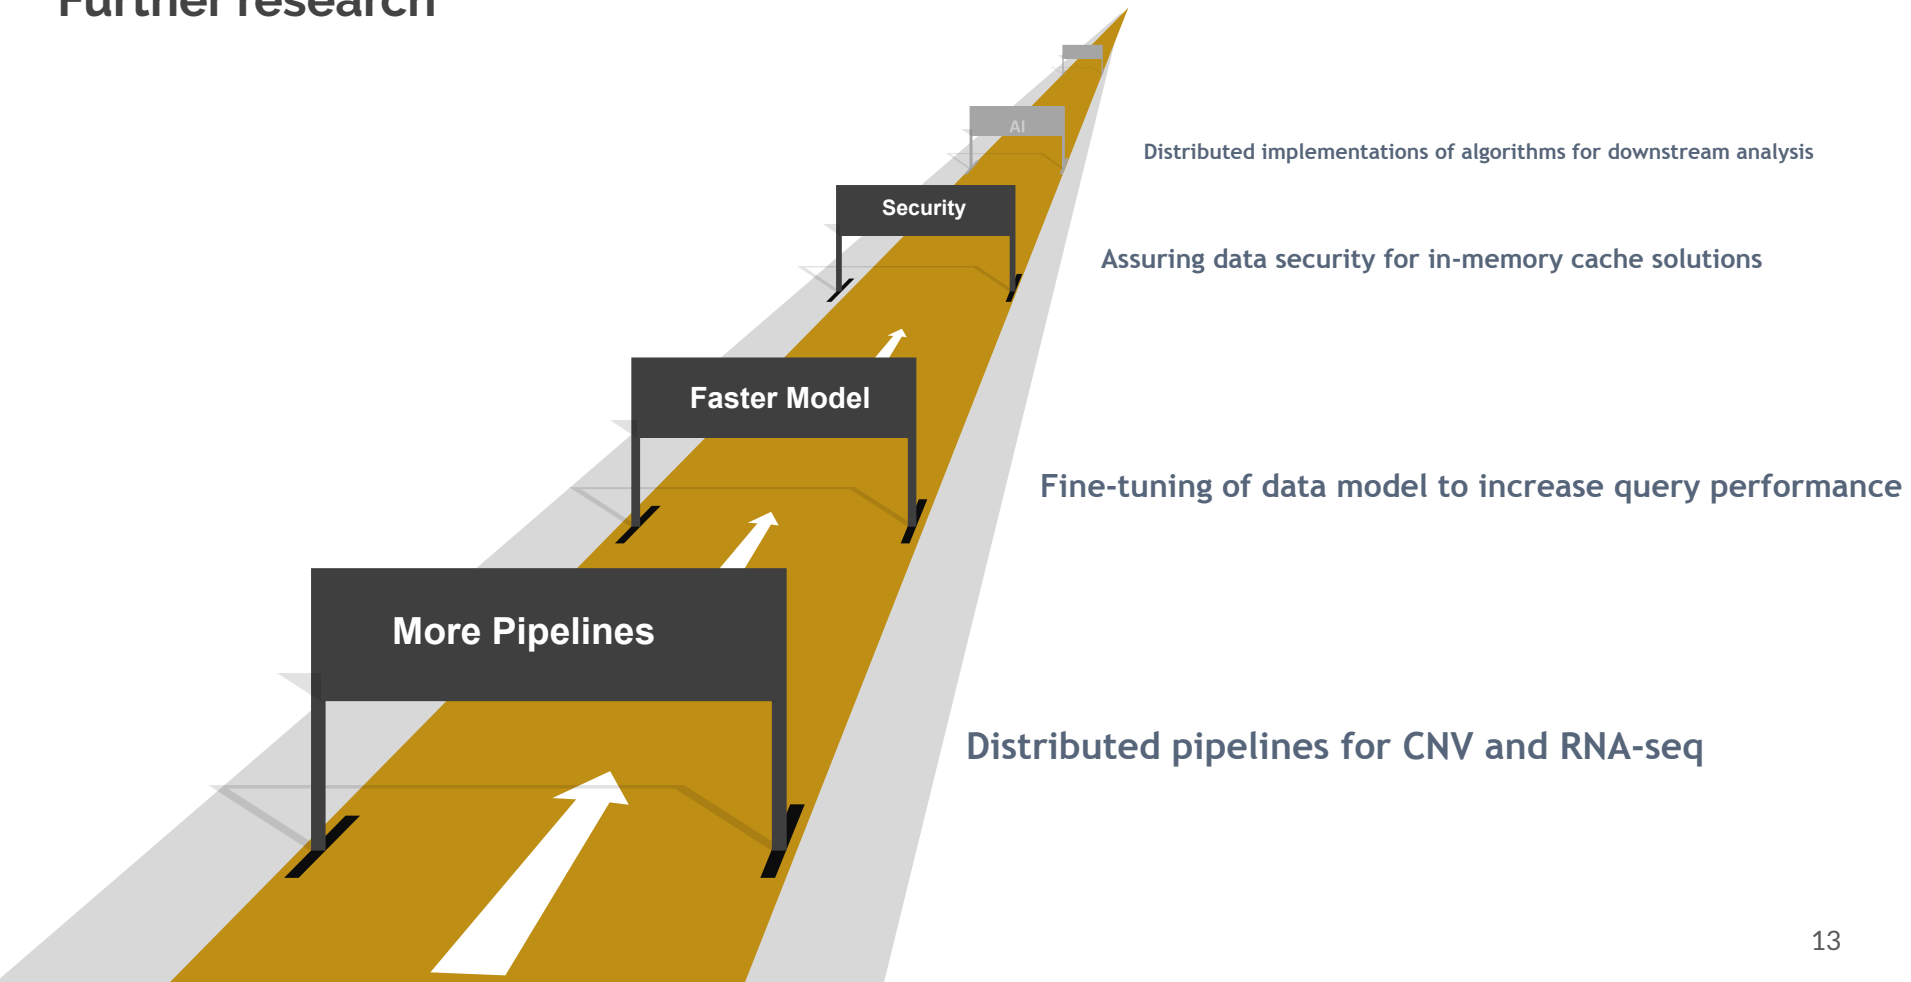 Further research
AI
Distributed implementations of algorithms for downstream analysis
Security
Assuring data security for in-memory cache solutions
Faster Model
Fine-tuning of data model to increase query performance
More Pipelines
Distributed pipelines for CNV and RNA-seq
13